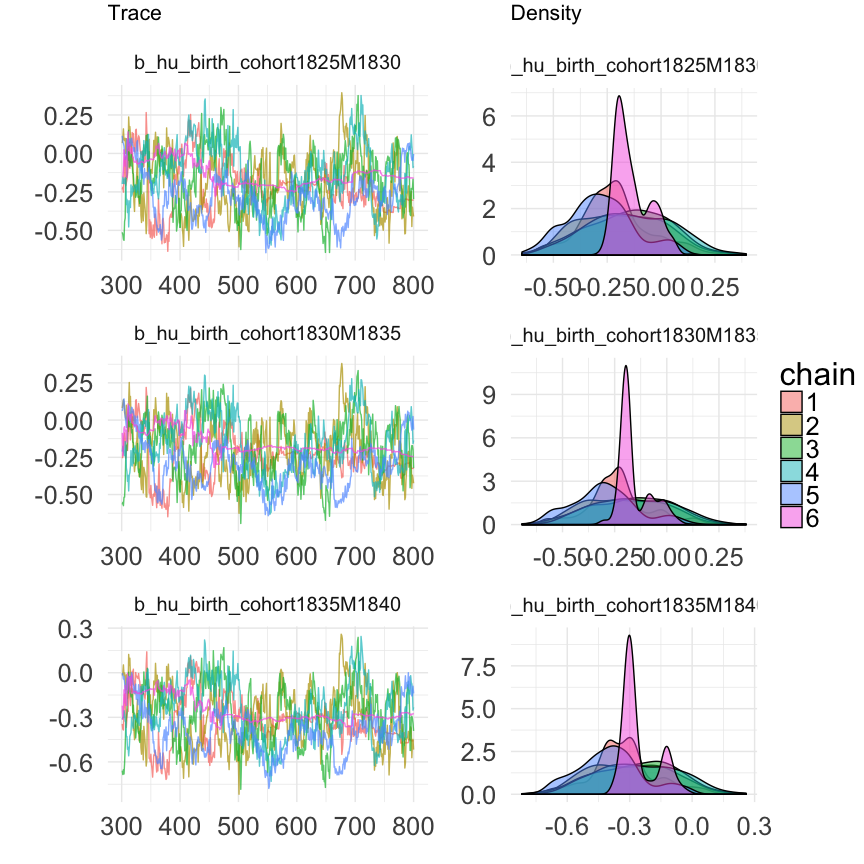 Trace
Density
b_hu_birth_cohort1825M1830
_hu_birth_cohort1825M183
0.25
0.00
-0.25
-0.50
6
4
2
0
300 400 500 600 700 800
-0.50 -0.25 0.00 0.25
b_hu_birth_cohort1830M1835
_hu_birth_cohort1830M183
0.25
0.00
-0.25
-0.50
9
6
3
0
300 400 500 600 700 800
-0.50 -0.25 0.00 0.25
b_hu_birth_cohort1835M1840
_hu_birth_cohort1835M184
0.3
0.0
-0.3
-0.6
7.5
5.0
2.5
0.0
300 400 500 600 700 800
-0.6 -0.3 0.0 0.3
chain
1
2
3
4
5
6